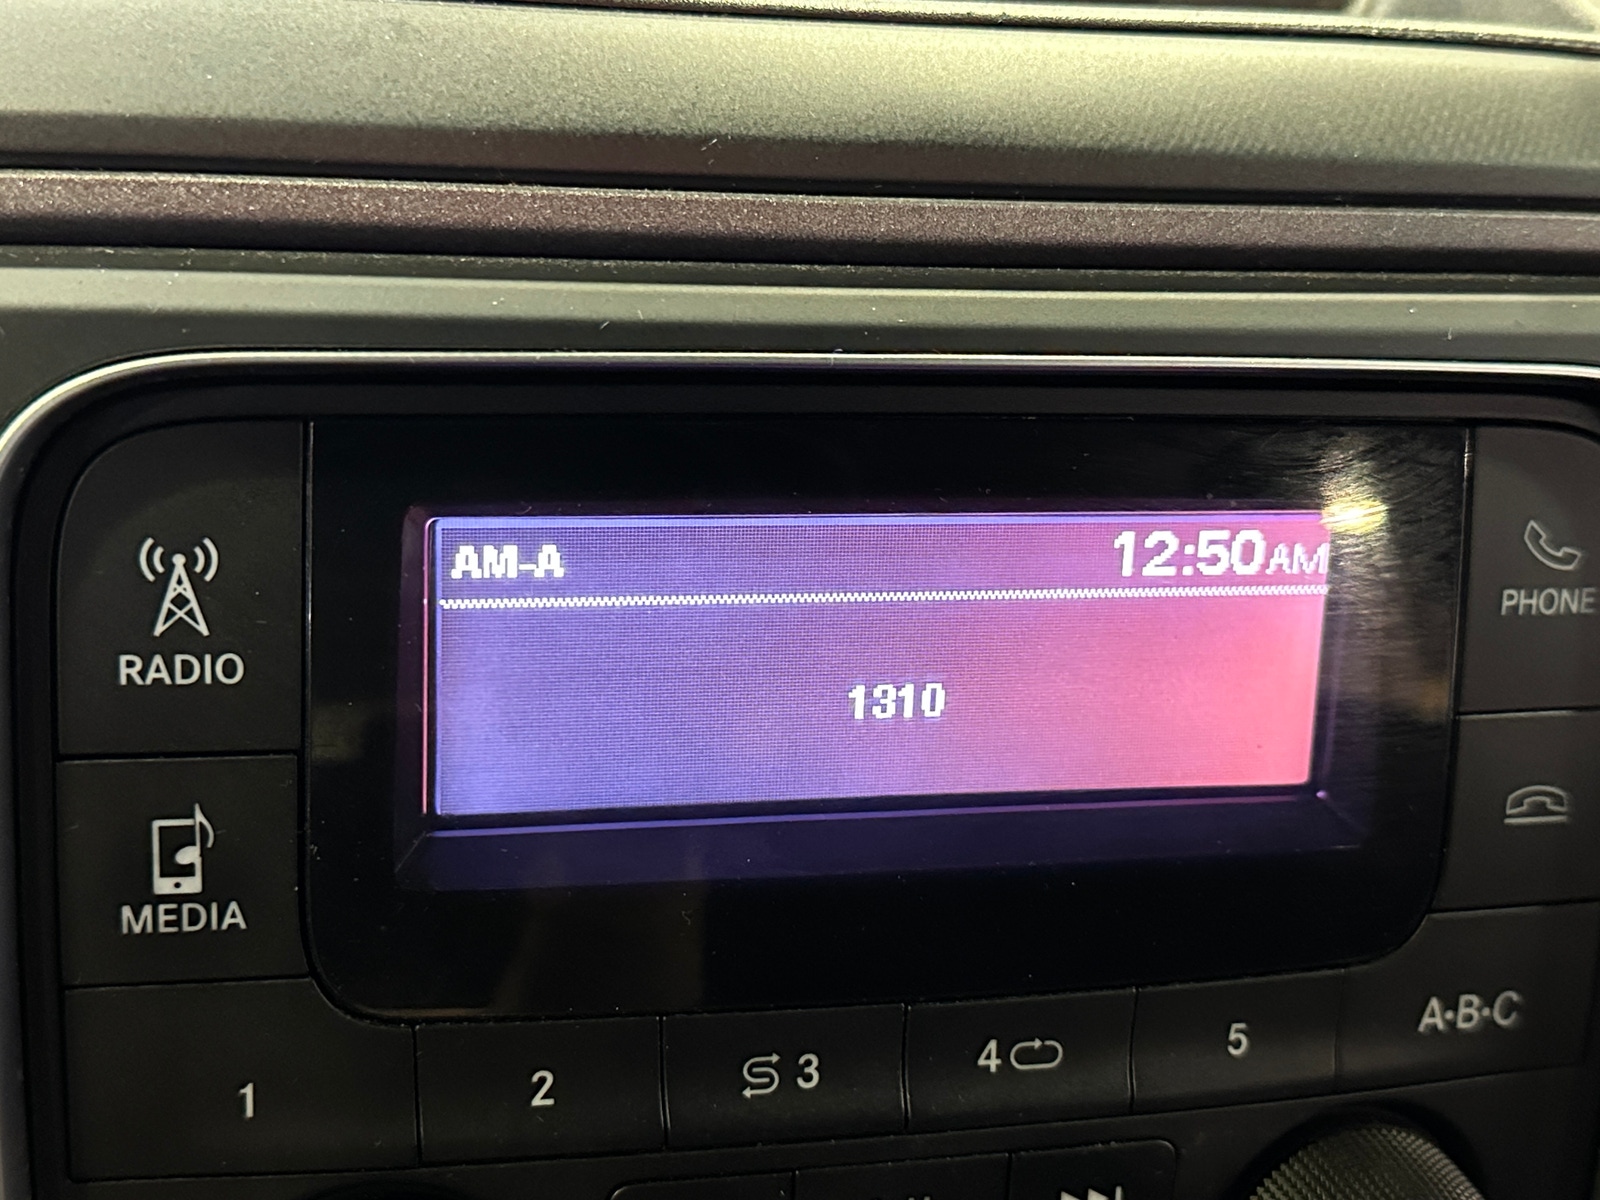 AM-A 12:50AM
1310
RADIO
MEDIA
PHONE
1 2 3 4 5 A·B·C